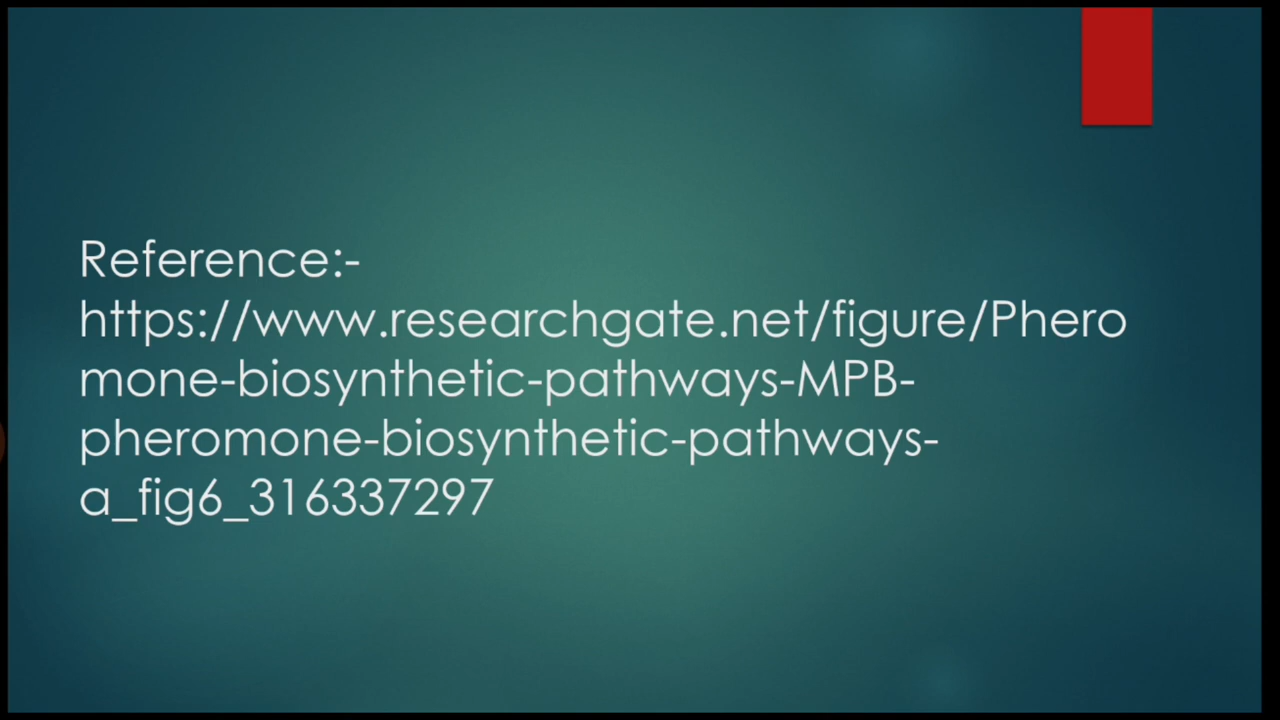 Reference:-
https://www.researchgate.net/figure/Phero
mone-biosynthetic-pathways-MPB-
pheromone-biosynthetic-pathways-
a_fig6_316337297